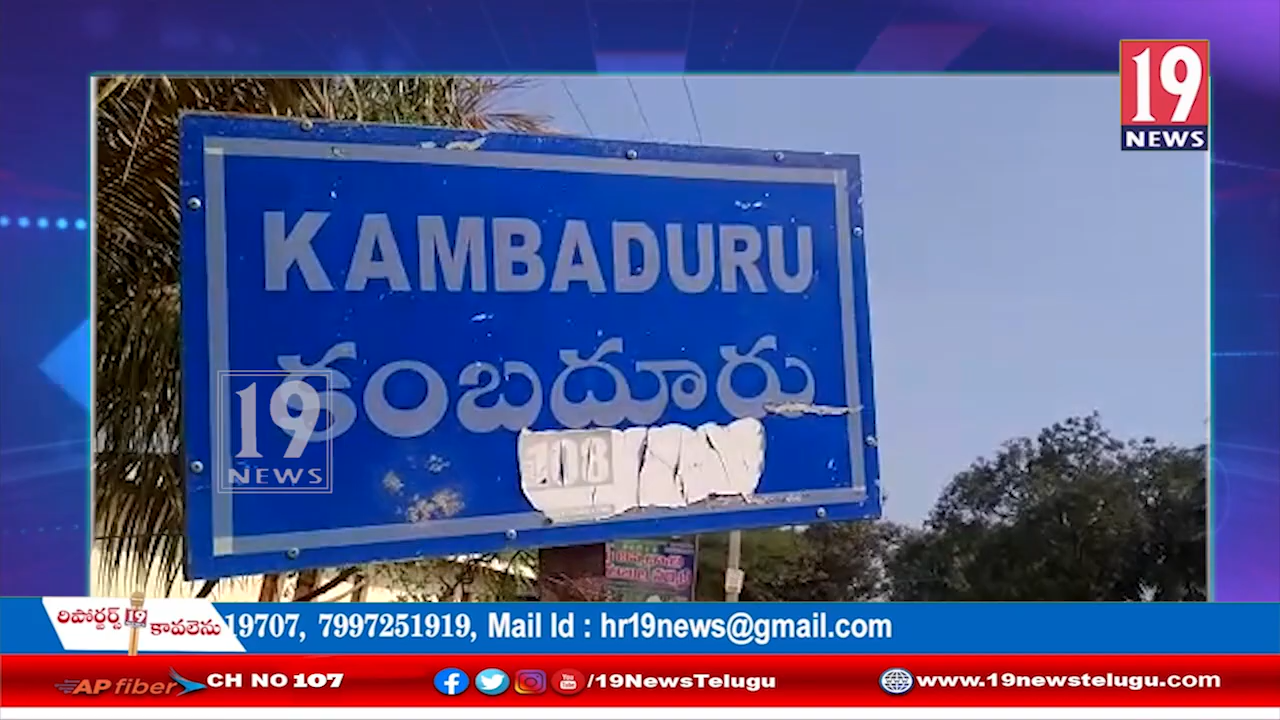 19
NEWS
KAMBADURU
కంబదూరు
19
NEWS
108
రిపోర్టర్స్ 19 కావలెను
19707, 7997251919, Mail Id : hr19news@gmail.com
AP fiber CH NO 107
/19NewsTelugu
www.19newstelugu.com